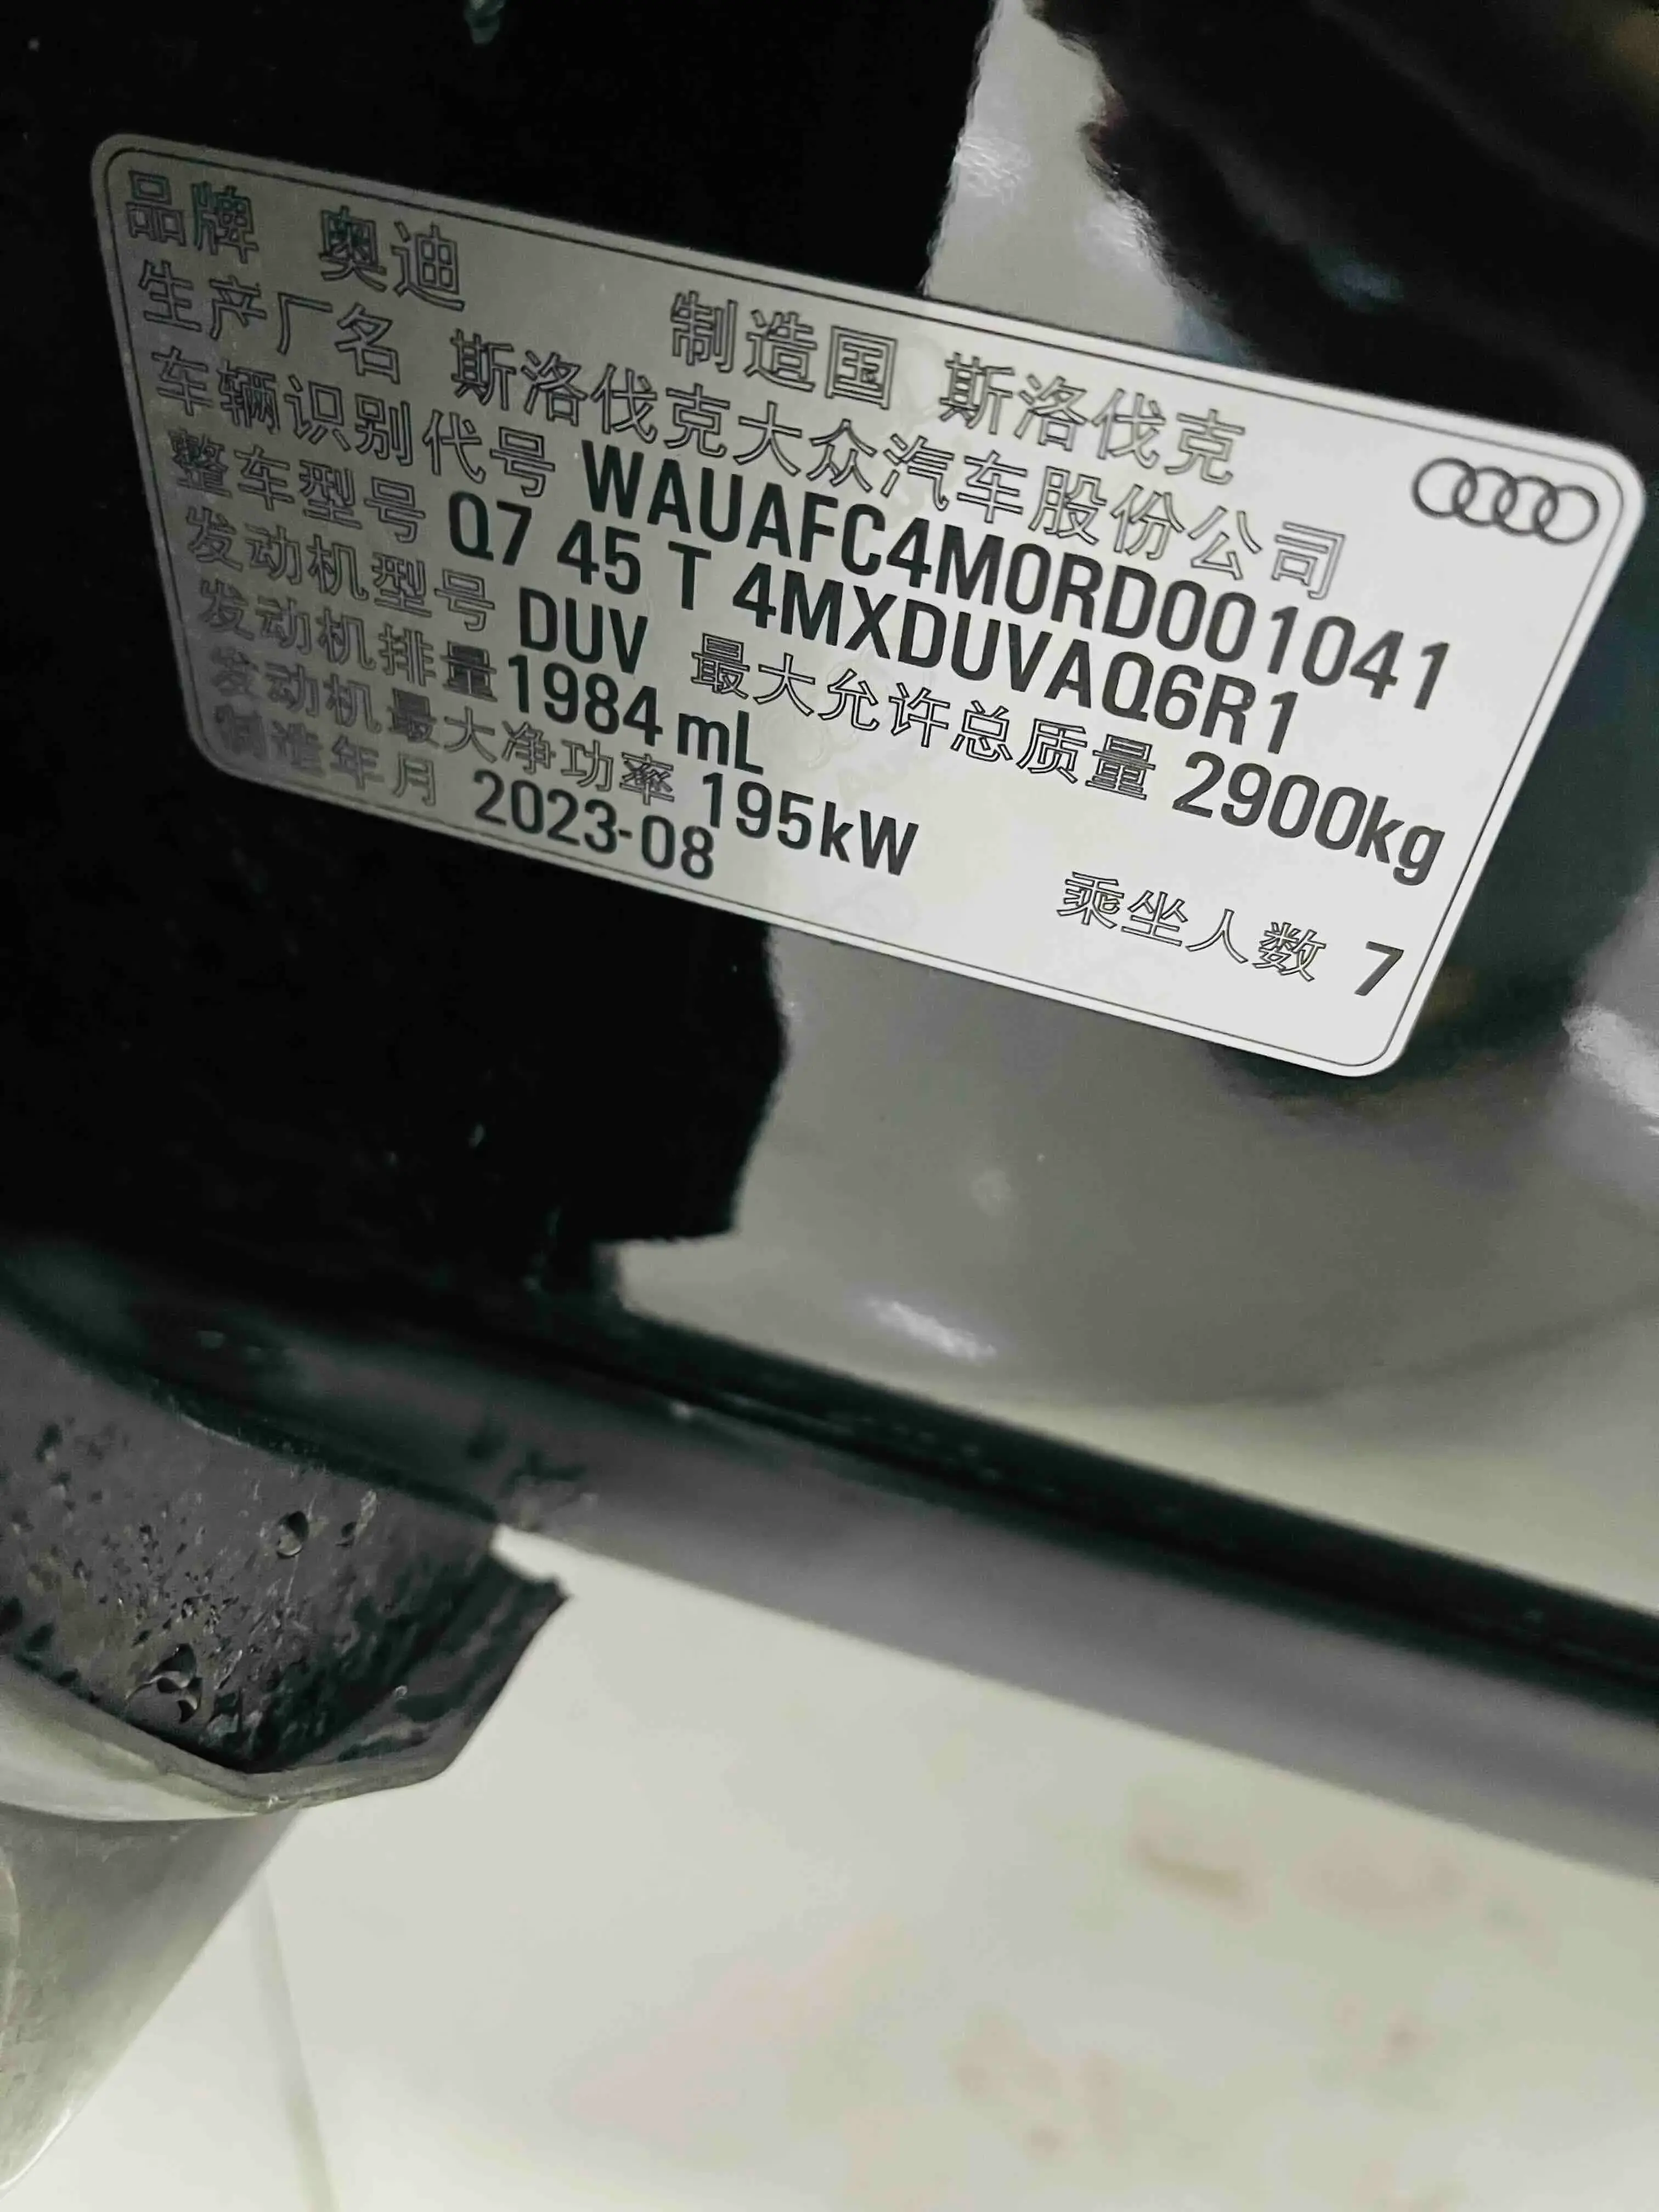 品牌 奥迪 制造国 斯洛伐克
生产厂名 斯洛伐克大众汽车股份公司
车辆识别代号 WAUAFC4M0RD001041
整车型号 Q7 45 T 4MXDUVAQ6R1
发动机型号 DUV 最大允许总质量 2900kg
发动机排量 1984 mL
发动机最大净功率 195kW 乘坐人数 7
制造年月 2023-08